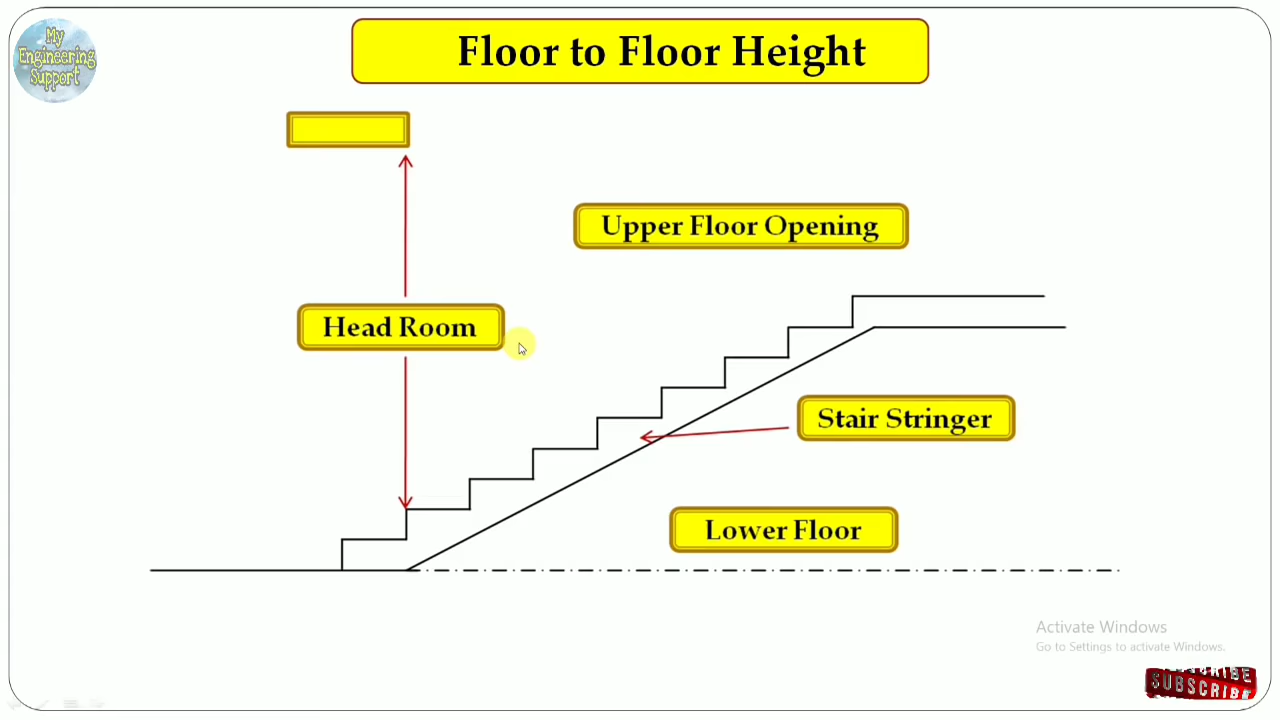 My
Engineering
Support
Floor to Floor Height
Upper Floor Opening
Head Room
Stair Stringer
Lower Floor
Activate Windows
Go to Settings to activate Windows.
SUBSCRIBE